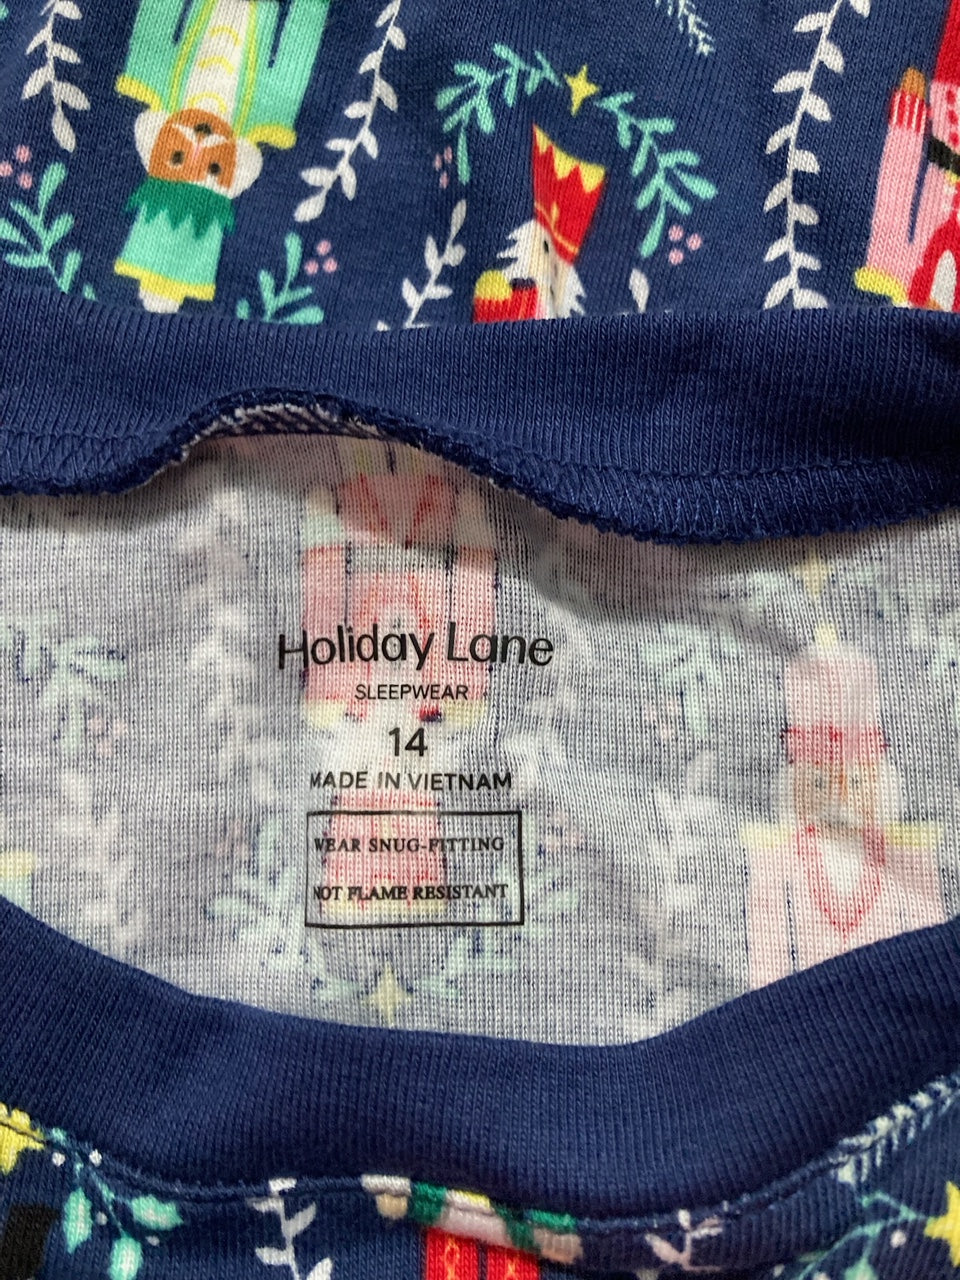 Holiday Lane
SLEEPWEAR
14
MADE IN VIETNAM
WEAR SNUG-FITTING
NOT FLAME RESISTANT